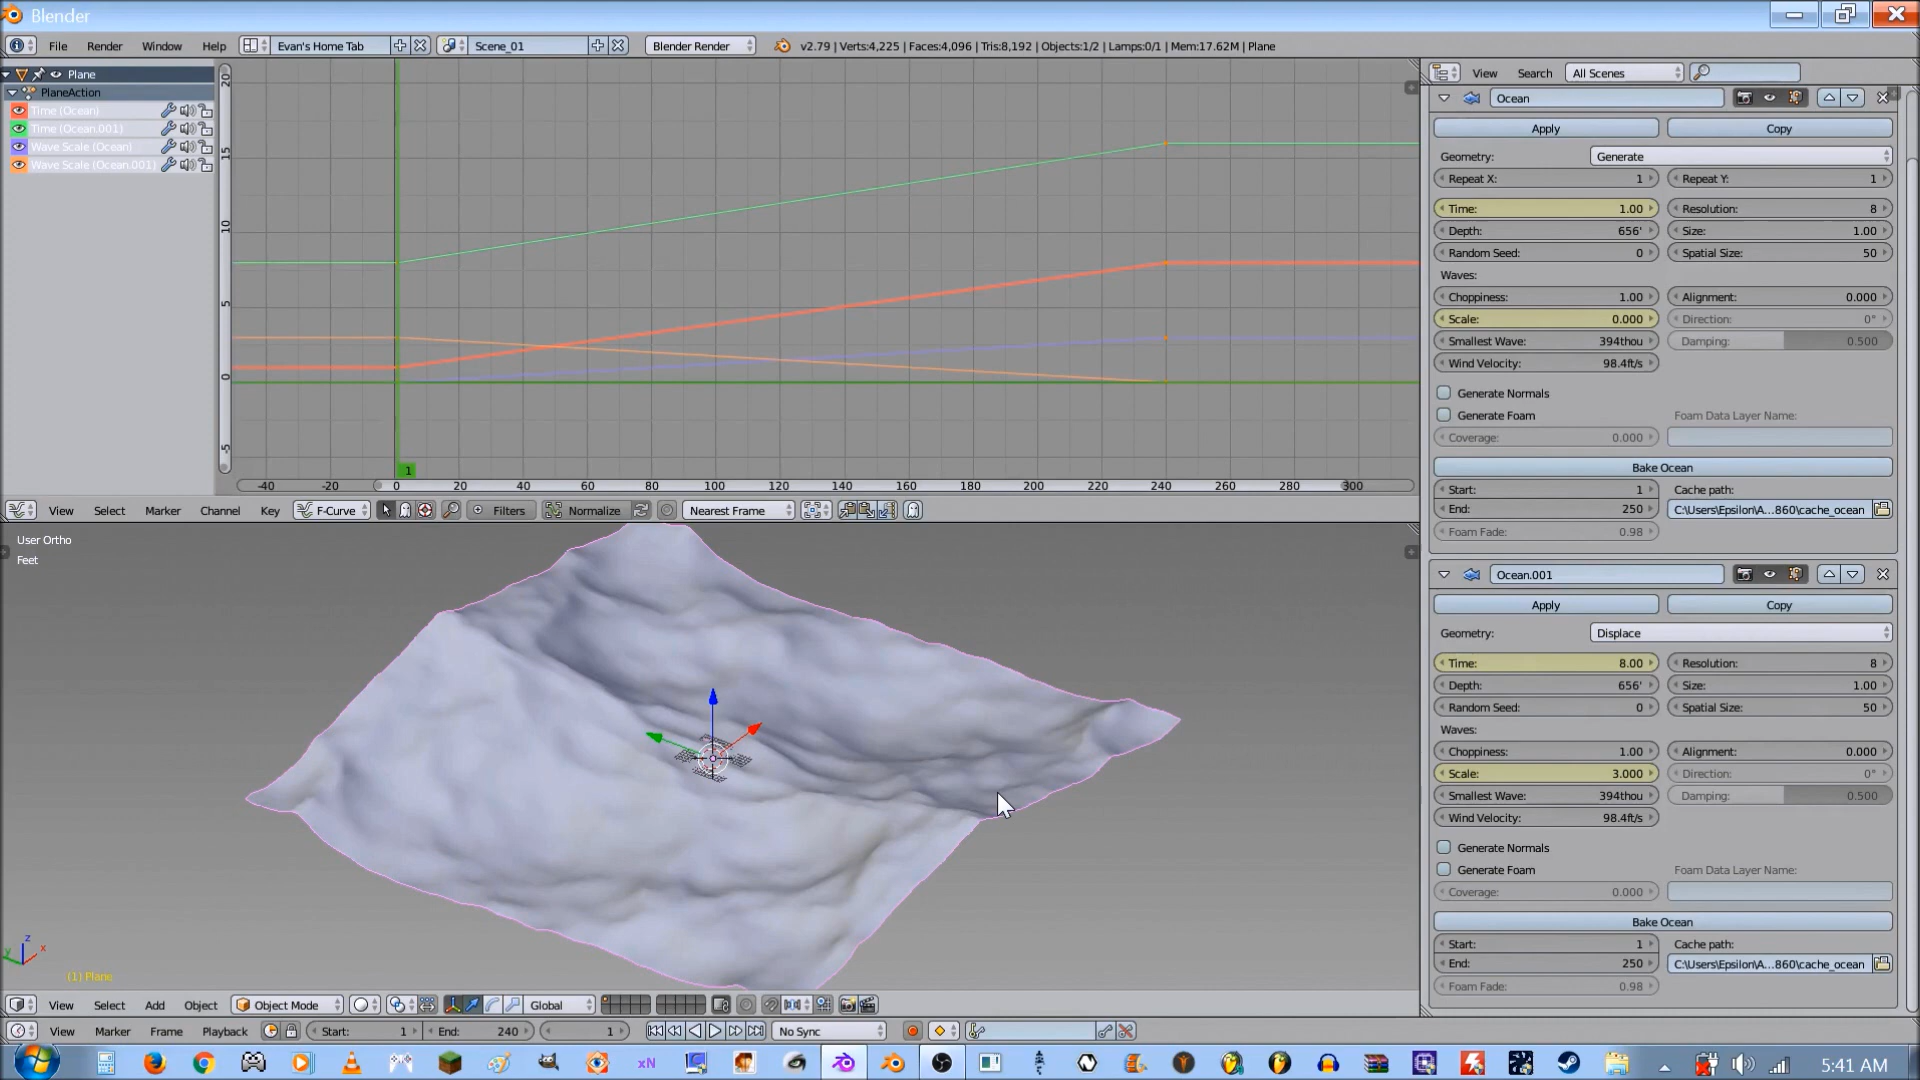 Blender
File Render Window Help Evan's Home Tab Scene_01 Blender Render v2.79 | Verts:4,225 | Faces:4,096 | Tris:8,192 | Objects:1/2 | Lamps:0/1 | Mem:17.62M | Plane
Plane
PlaneAction
Time (Ocean)
Time (Ocean.001)
Wave Scale (Ocean)
Wave Scale (Ocean.001)
20
15
10
5
0
-5
1
-40 -20 0 20 40 60 80 100 120 140 160 180 200 220 240 260 280 300
View Select Marker Channel Key F-Curve Filters Normalize Nearest Frame
User Ortho
Feet
z
x
y
(1) Plane
View Select Add Object Object Mode Global
View Marker Frame Playback Start: 1 End: 240 1 No Sync
View Search All Scenes
Ocean
Apply Copy
Geometry: Generate
Repeat X: 1 Repeat Y: 1
Time: 1.00 Resolution: 8
Depth: 656' Size: 1.00
Random Seed: 0 Spatial Size: 50
Waves:
Choppiness: 1.00 Alignment: 0.000
Scale: 0.000 Direction: 0°
Smallest Wave: 394thou Damping: 0.500
Wind Velocity: 98.4ft/s
Generate Normals
Generate Foam Foam Data Layer Name:
Coverage: 0.000
Bake Ocean
Start: 1 Cache path:
End: 250 C:\Users\Epsilon\A...860\cache_ocean
Foam Fade: 0.98
Ocean.001
Apply Copy
Geometry: Displace
Time: 8.00 Resolution: 8
Depth: 656' Size: 1.00
Random Seed: 0 Spatial Size: 50
Waves:
Choppiness: 1.00 Alignment: 0.000
Scale: 3.000 Direction: 0°
Smallest Wave: 394thou Damping: 0.500
Wind Velocity: 98.4ft/s
Generate Normals
Generate Foam Foam Data Layer Name:
Coverage: 0.000
Bake Ocean
Start: 1 Cache path:
End: 250 C:\Users\Epsilon\A...860\cache_ocean
Foam Fade: 0.98
xN
5:41 AM